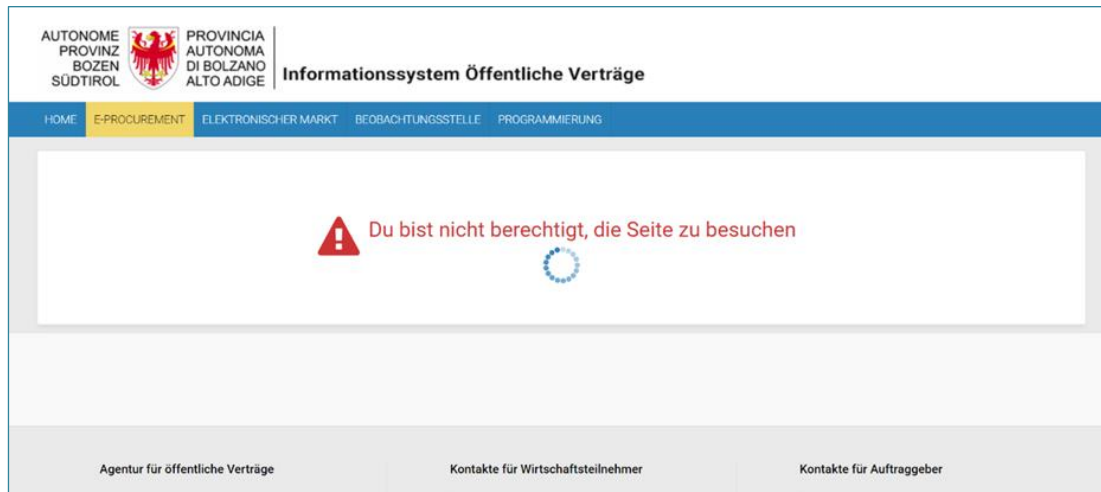 AUTONOME
PROVINZ
BOZEN
SÜDTIROL
PROVINCIA
AUTONOMA
DI BOLZANO
ALTO ADIGE
Informationssystem Öffentliche Verträge
HOME E-PROCUREMENT ELEKTRONISCHER MARKT BEOBACHTUNGSSTELLE PROGRAMMIERUNG
Du bist nicht berechtigt, die Seite zu besuchen
Agentur für öffentliche Verträge Kontakte für Wirtschaftsteilnehmer Kontakte für Auftraggeber